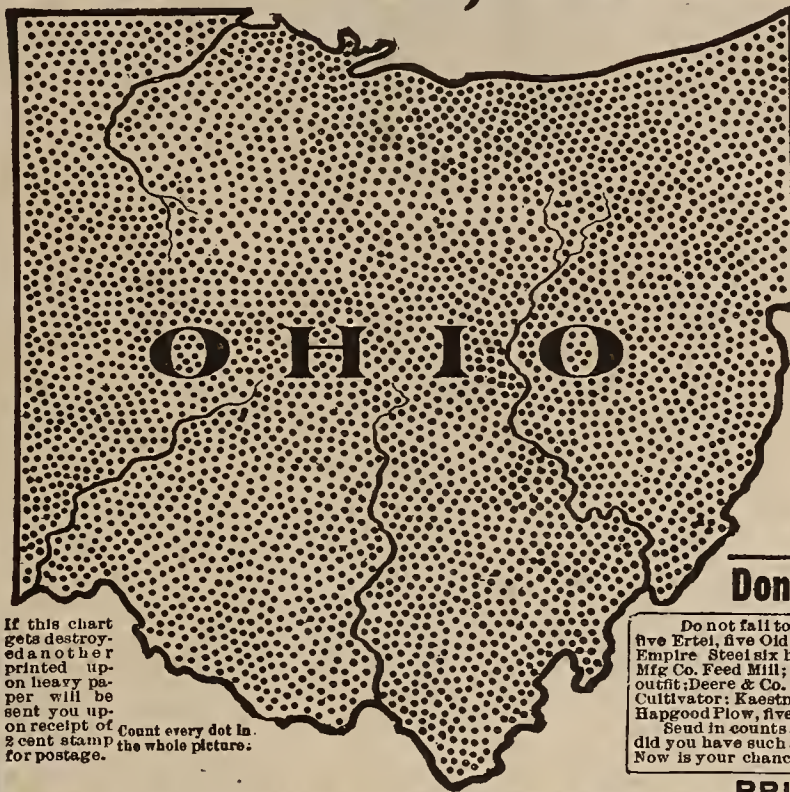 OHIO
If this chart
gets destroy-
ed another
printed up-
on heavy pa-
per will be
sent you up-
on receipt of
2 cent stamp
for postage.
Count every dot in
the whole picture.
Don
Do not fail to
five Ertel, five Old
Empire Steel six
Mfg Co. Feed Mill;
outfit; Deere & Co.
Cultivator; Kaestn
Hapgood Plow, five
Send in counts
did you have such
Now is your chanc